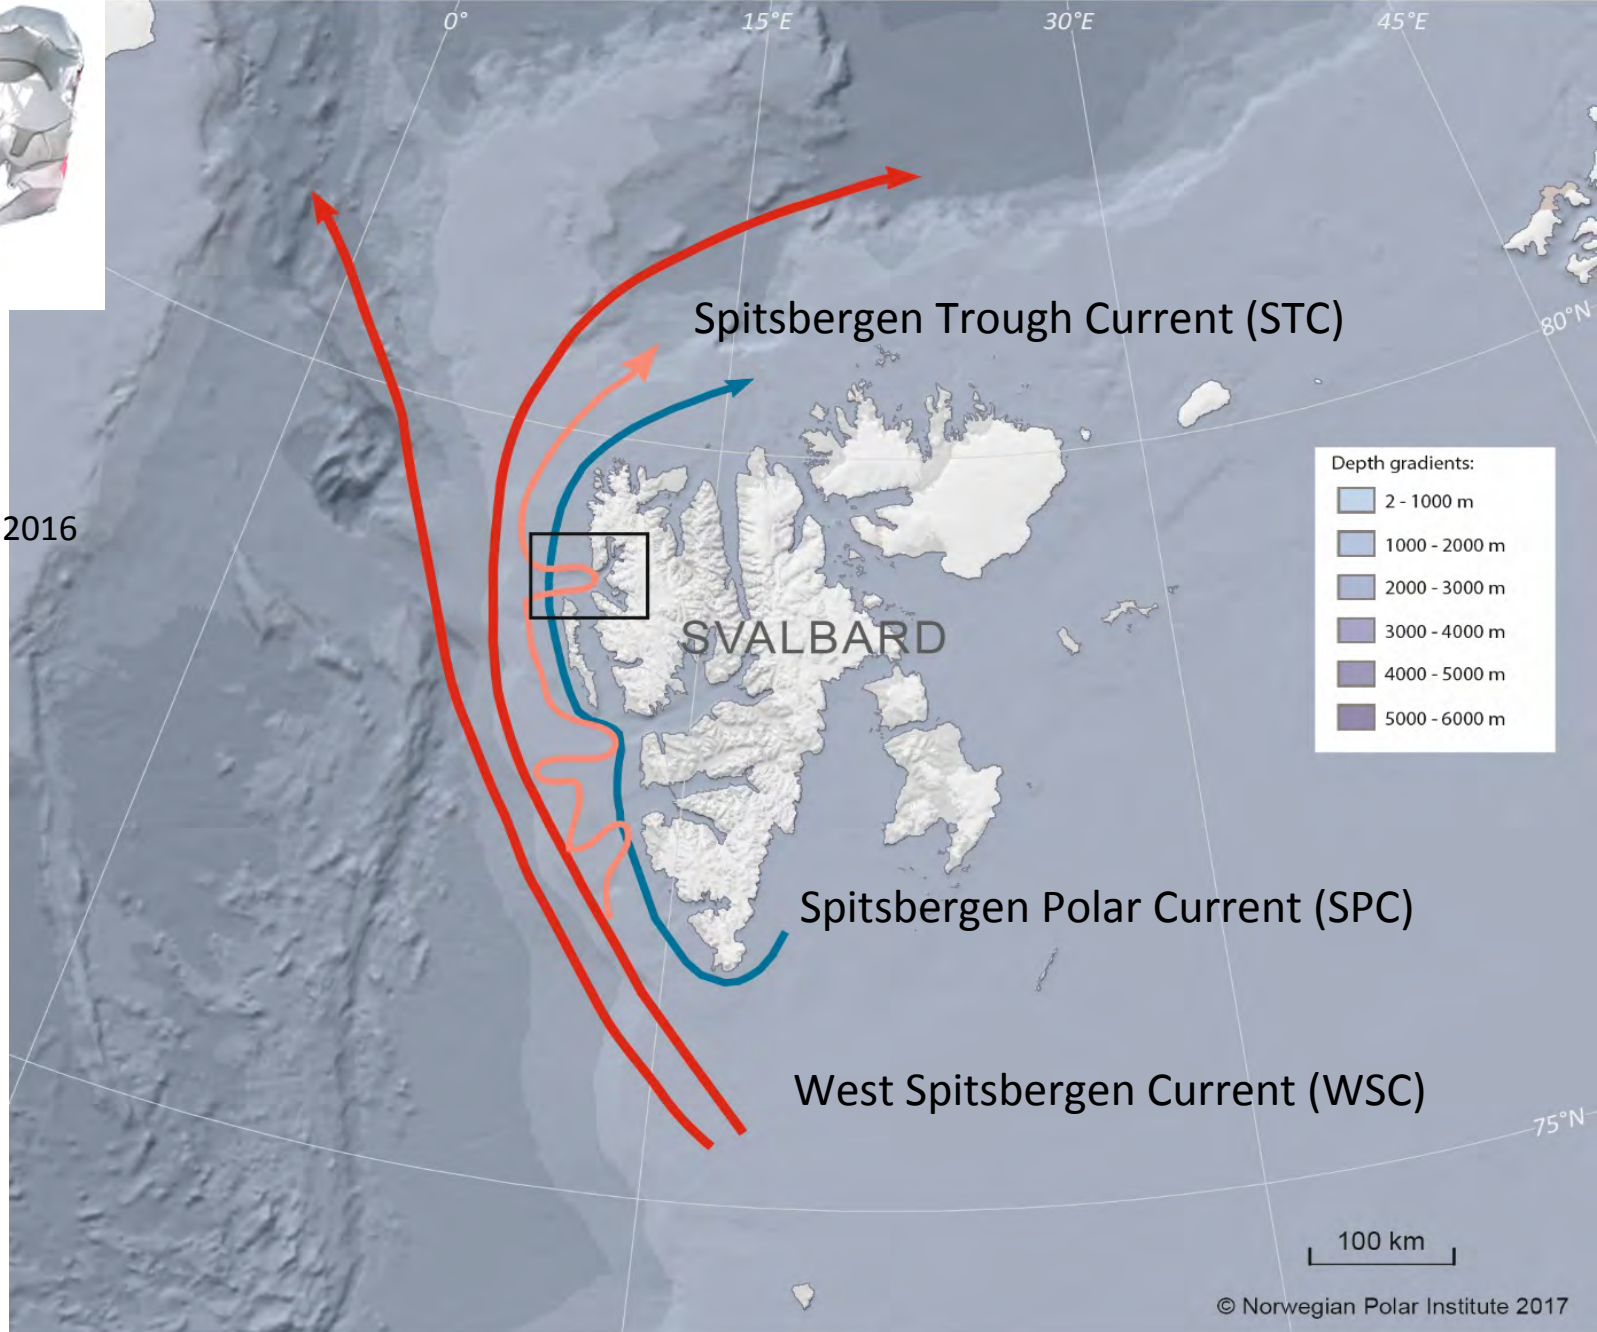 0°
15°E
30°E
45°E
80°N
Spitsbergen Trough Current (STC)
Depth gradients:
2 - 1000 m
1000 - 2000 m
2000 - 3000 m
3000 - 4000 m
4000 - 5000 m
5000 - 6000 m
2016
SVALBARD
Spitsbergen Polar Current (SPC)
West Spitsbergen Current (WSC)
75°N
100 km
© Norwegian Polar Institute 2017